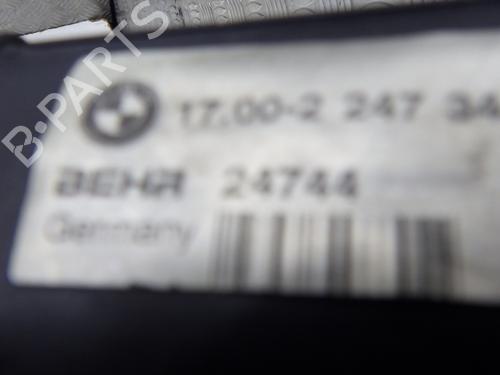 B-PARTS
17.00-2 247 34
BEHR 24744
Germany